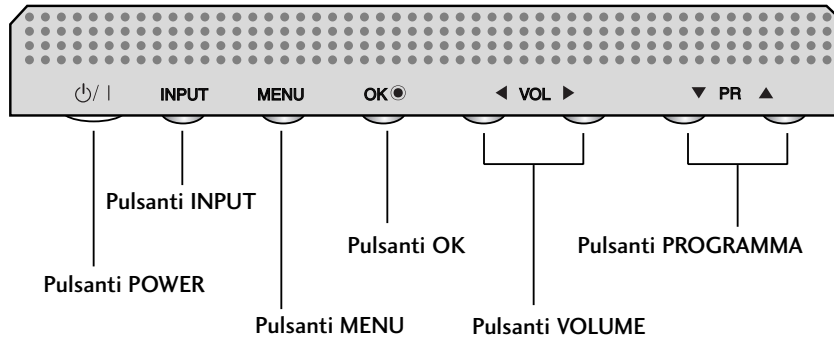 ⏻/ I INPUT MENU OK◉ ◀ VOL ▶ ▼ PR ▲
Pulsanti INPUT
Pulsanti OK Pulsanti PROGRAMMA
Pulsanti POWER
Pulsanti MENU Pulsanti VOLUME